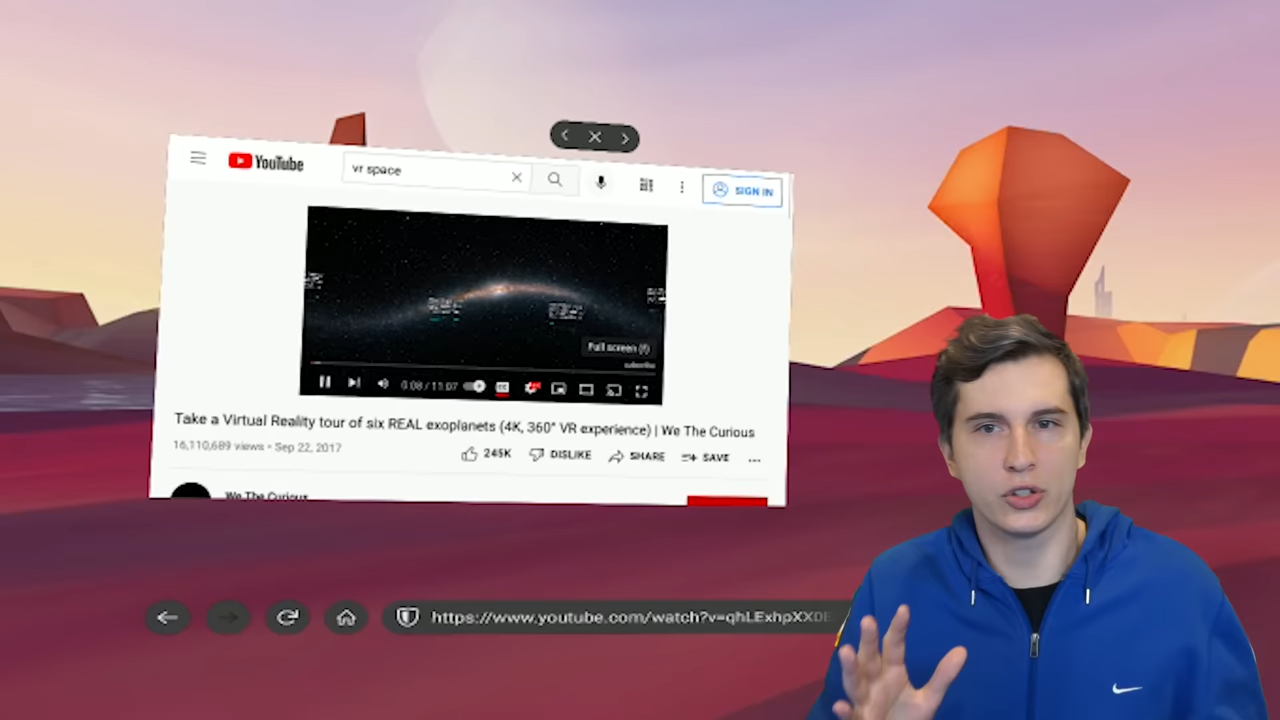 YouTube
vr space
SIGN IN
Full screen (f)
subscribe
0:08 / 11:07
Take a Virtual Reality tour of six REAL exoplanets (4K, 360° VR experience) | We The Curious
16,110,689 views • Sep 22, 2017
245K DISLIKE SHARE SAVE ...
We The Curious
https://www.youtube.com/watch?v=qhLExhpXX0E